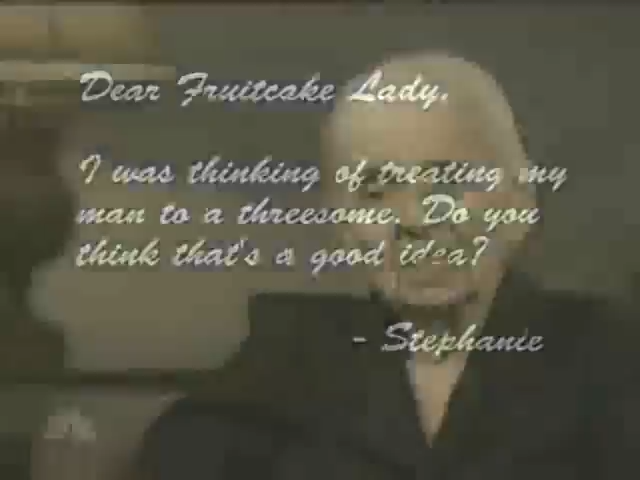 Dear Fruitcake Lady,
I was thinking of treating my
man to a threesome. Do you
think that's a good idea?
- Stephanie